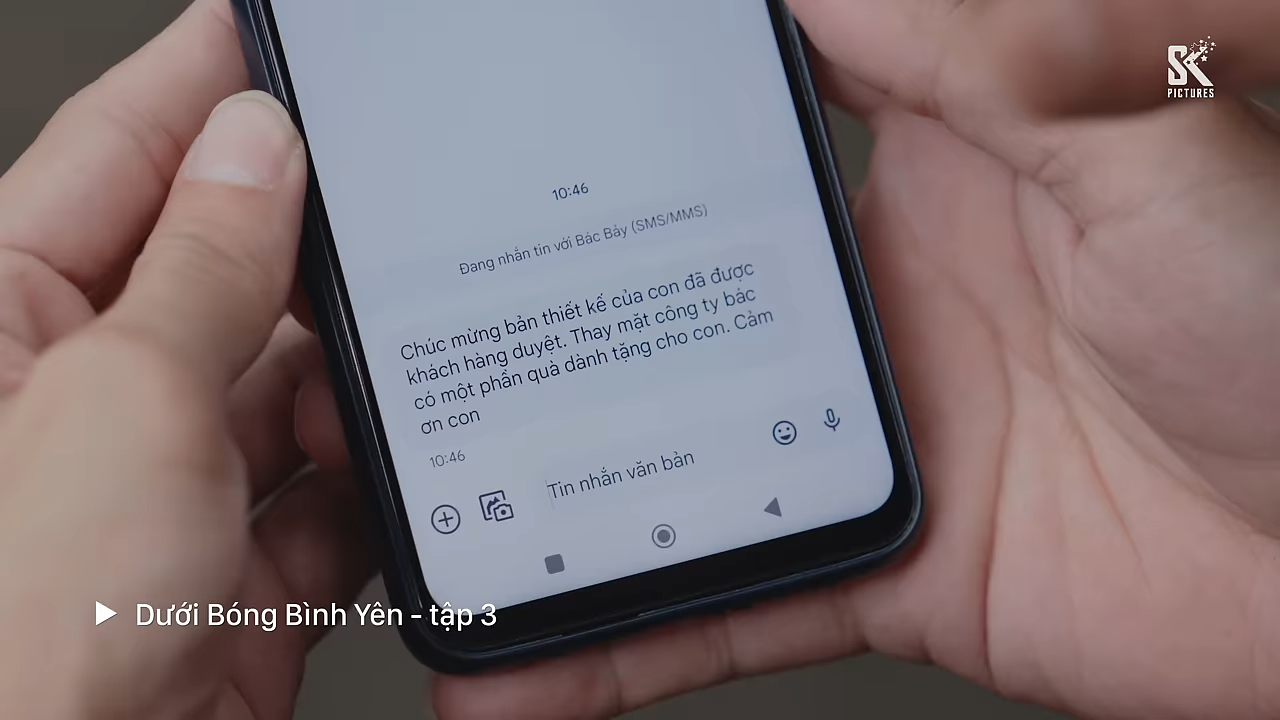 SK
PICTURES
10:46
Đang nhắn tin với Bác Bảy (SMS/MMS)
Chúc mừng bản thiết kế của con đã được
khách hàng duyệt. Thay mặt công ty bác
có một phần quà dành tặng cho con. Cảm
ơn con
10:46
Tin nhắn văn bản
Dưới Bóng Bình Yên - tập 3